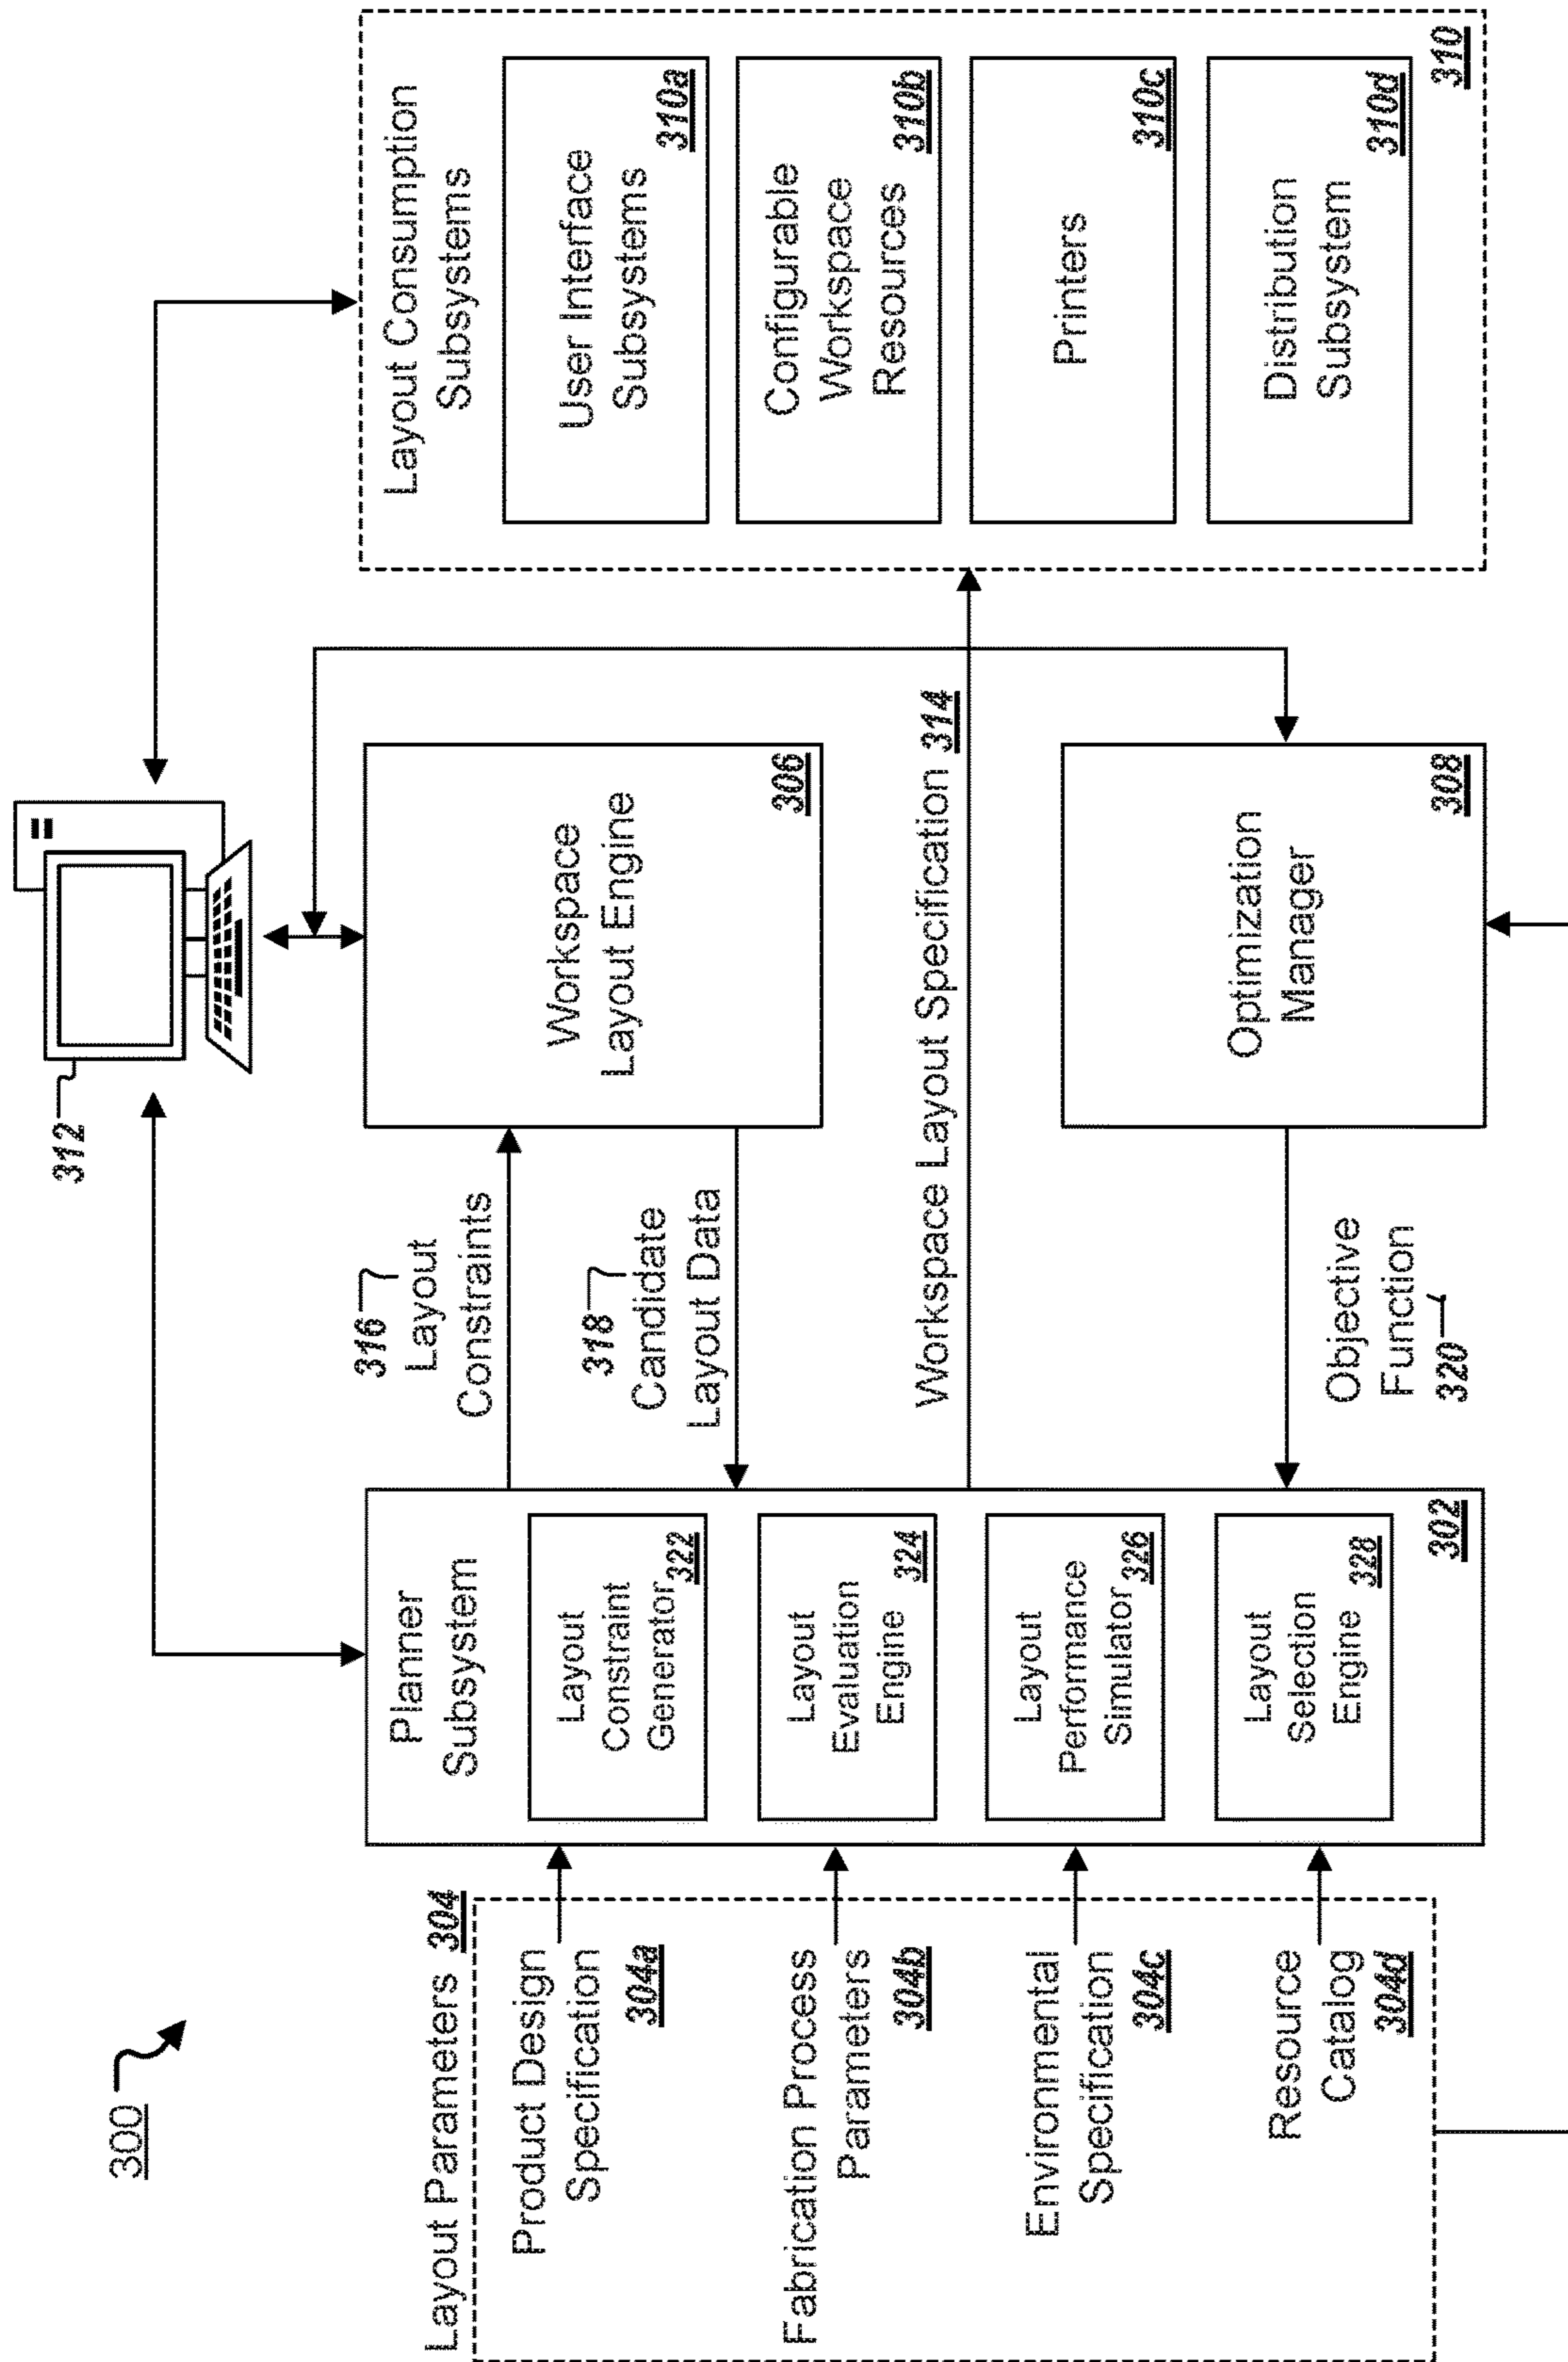 300
312
Layout Parameters 304
Product Design
Specification
304a
Fabrication Process
Parameters
304b
Environmental
Specification
304c
Resource
Catalog
304d
Planner
Subsystem
Layout
Constraint
Generator
322
Layout
Evaluation
Engine
324
Layout
Performance
Simulator
326
Layout
Selection
Engine
328
302
316
Layout
Constraints
318
Candidate
Layout Data
Workspace Layout Specification 314
Objective
Function
320
Workspace
Layout Engine
306
Optimization
Manager
308
Layout Consumption
Subsystems
User Interface
Subsystems
310a
Configurable
Workspace
Resources
310b
Printers
310c
Distribution
Subsystem
310d
310